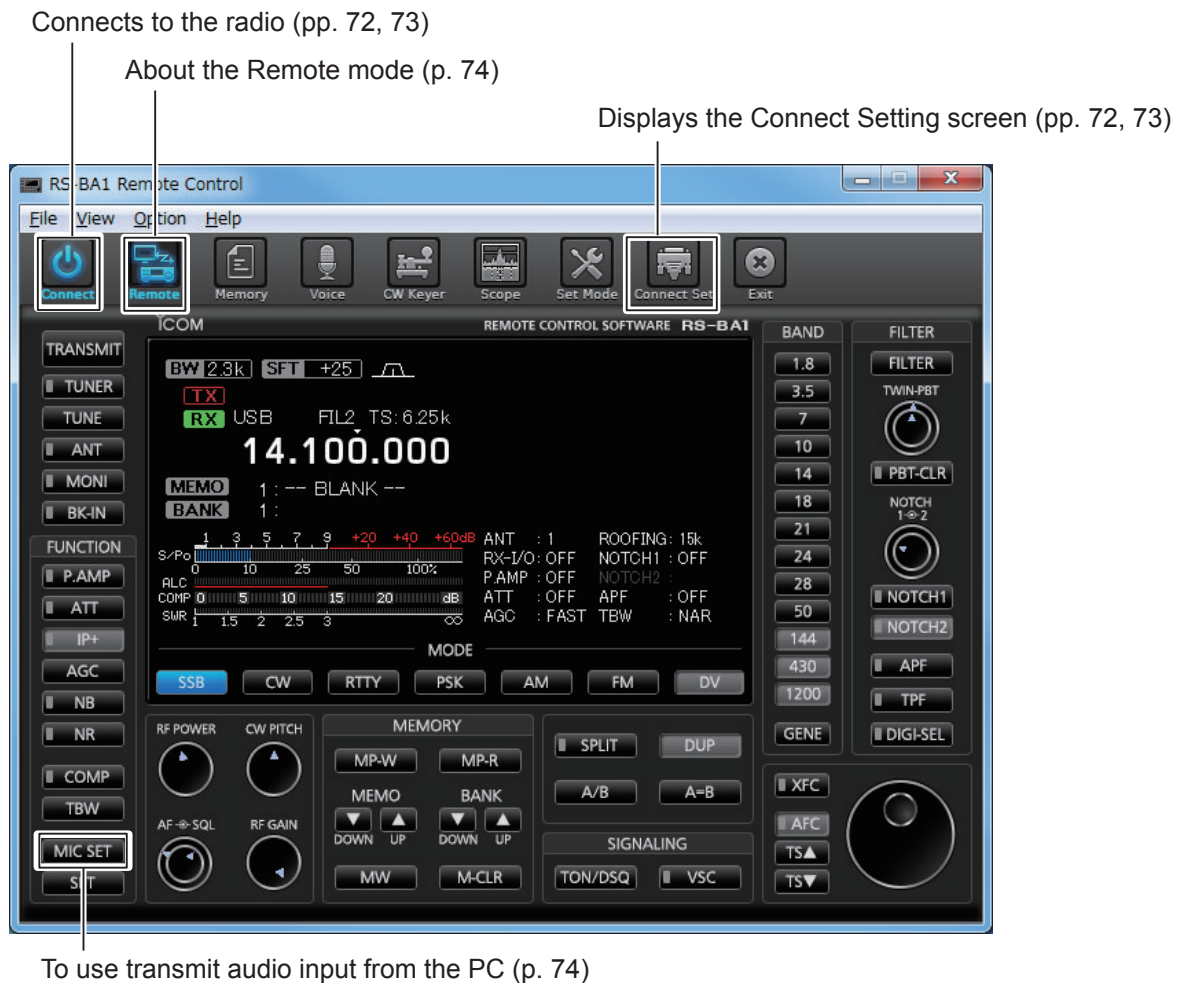 Connects to the radio (pp. 72, 73)
About the Remote mode (p. 74)
Displays the Connect Setting screen (pp. 72, 73)
RS-BA1 Remote Control
File View Option Help
Connect Remote Memory Voice CW Keyer Scope Set Mode Connect Set Exit
ICOM REMOTE CONTROL SOFTWARE RS-BA1
TRANSMIT
TUNER
TUNE
ANT
MONI
BK-IN
FUNCTION
P.AMP
ATT
IP+
AGC
NB
NR
COMP
TBW
MIC SET
SET
BW 2.3k SFT +25
TX
RX USB FIL2 TS: 6.25k
14.100.000
MEMO 1 : -- BLANK --
BANK 1 :
1 3 5 7 9 +20 +40 +60dB
S/Po
0 10 25 50 100%
ALC
COMP 0 5 10 15 20 dB
SWR 1 1.5 2 2.5 3 ∞
ANT : 1 ROOFING: 15k
RX-I/O: OFF NOTCH1 : OFF
P.AMP : OFF NOTCH2 :
ATT : OFF APF : OFF
AGC : FAST TBW : NAR
MODE
SSB CW RTTY PSK AM FM DV
RF POWER CW PITCH
AF SQL RF GAIN
MEMORY
MP-W MP-R
MEMO BANK
DOWN UP DOWN UP
MW M-CLR
SPLIT DUP
A/B A=B
SIGNALING
TON/DSQ VSC
BAND
1.8
3.5
7
10
14
18
21
24
28
50
144
430
1200
GENE
FILTER
FILTER
TWIN-PBT
PBT-CLR
NOTCH
1 2
NOTCH1
NOTCH2
APF
TPF
DIGI-SEL
XFC
AFC
TS▲
TS▼
To use transmit audio input from the PC (p. 74)